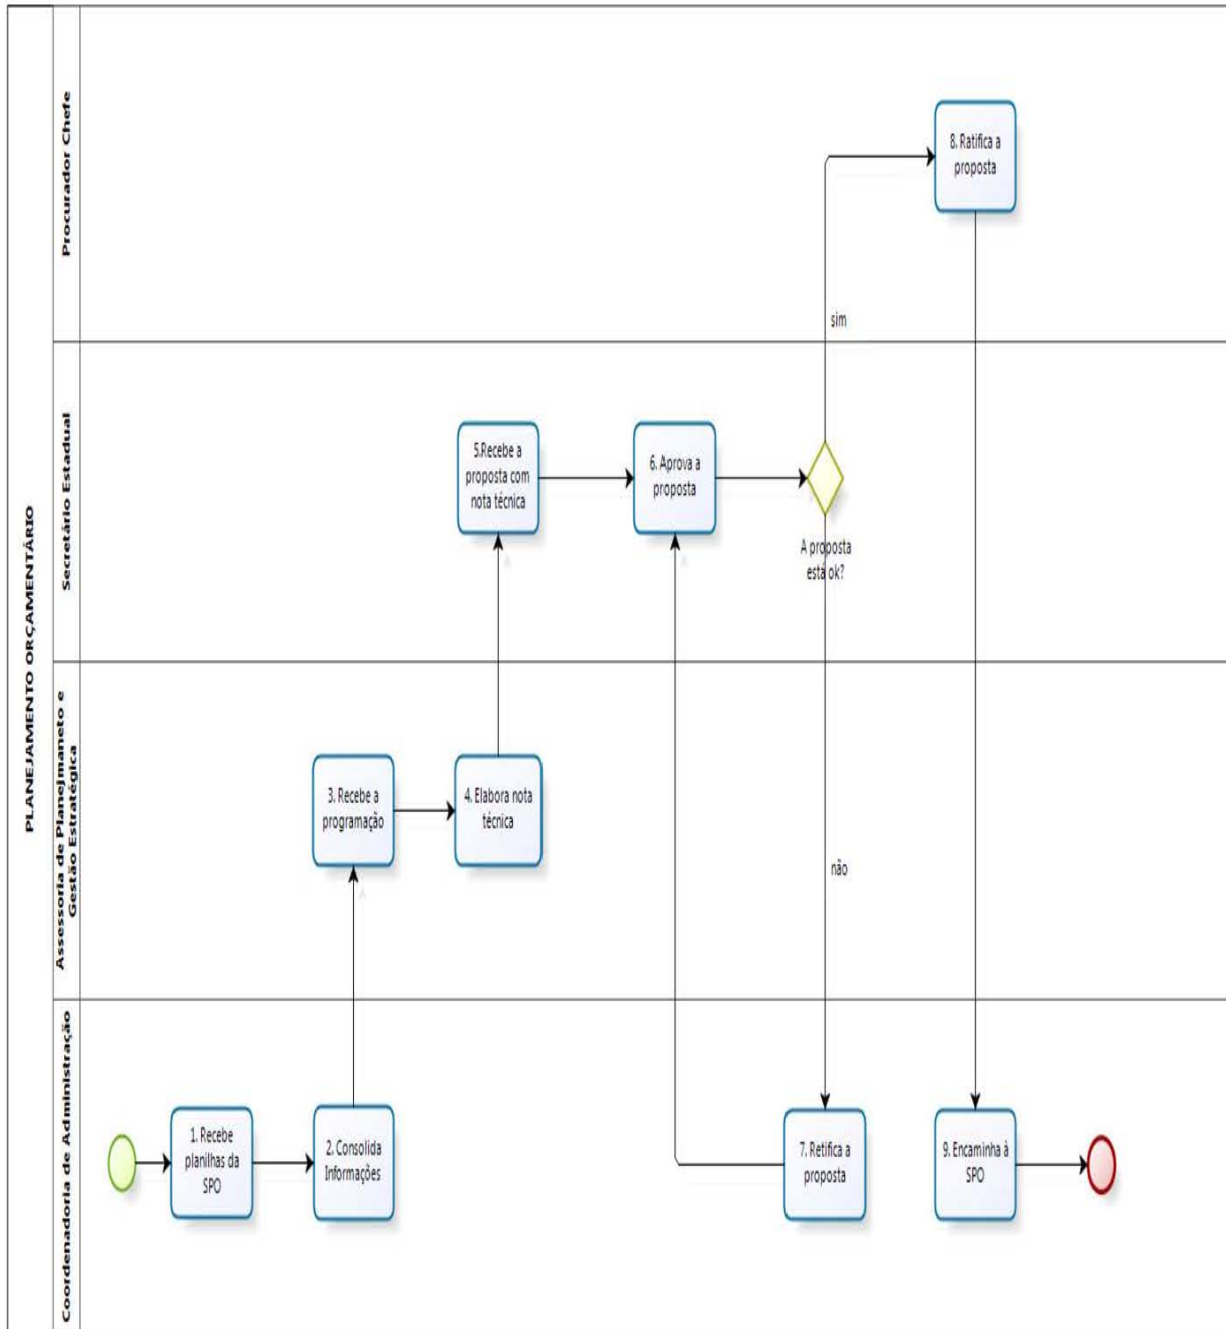 PLANEJAMENTO ORÇAMENTÁRIO
Procurador Chefe
8. Ratifica a
proposta
sim
Secretário Estadual
5.Recebe a
proposta com
nota técnica
6. Aprova a
proposta
A proposta
está ok?
Assessoria de Planejmaneto e
Gestão Estratégica
3. Recebe a
programação
4. Elabora nota
técnica
não
Coordenadoria de Administração
1. Recebe
planilhas da
SPO
2. Consolida
Informações
7. Retifica a
proposta
9. Encaminha à
SPO